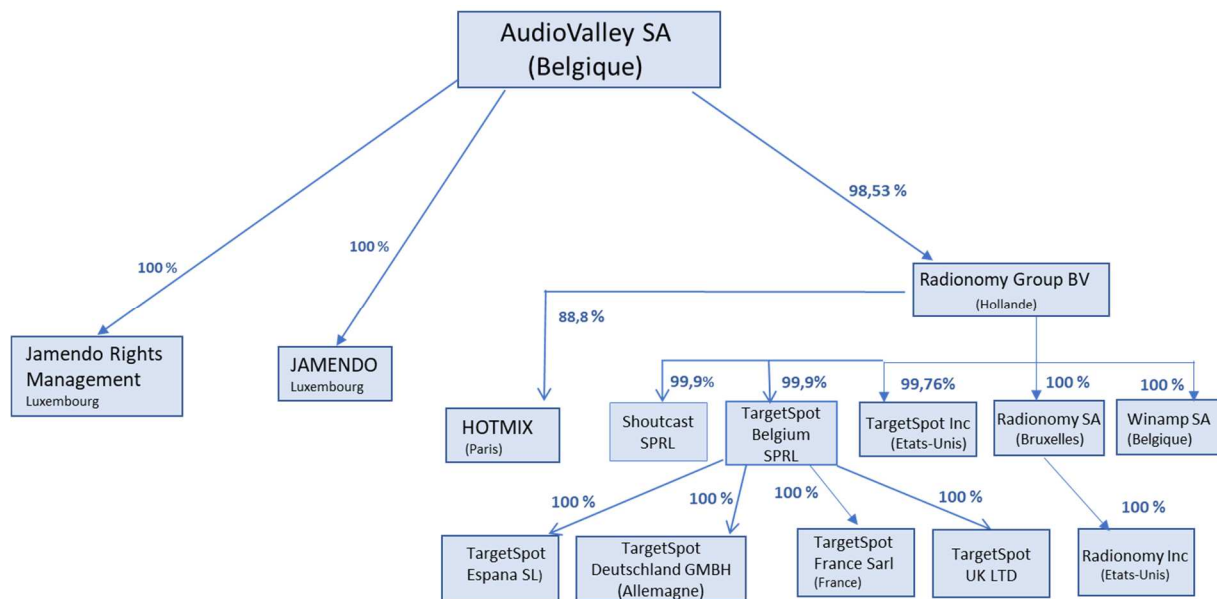 AudioValley SA
(Belgique)
98,53 %
100 %
100 %
Radionomy Group BV
(Hollande)
88,8 %
Jamendo Rights
Management
Luxembourg
JAMENDO
Luxembourg
99,9%
99,9%
99,76%
100 %
100 %
HOTMIX
(Paris)
Shoutcast
SPRL
TargetSpot
Belgium
SPRL
TargetSpot Inc
(Etats-Unis)
Radionomy SA
(Bruxelles)
Winamp SA
(Belgique)
100 %
100 %
100 %
100 %
100 %
TargetSpot
Espana SL)
TargetSpot
Deutschland GMBH
(Allemagne)
TargetSpot
France Sarl
(France)
TargetSpot
UK LTD
Radionomy Inc
(Etats-Unis)